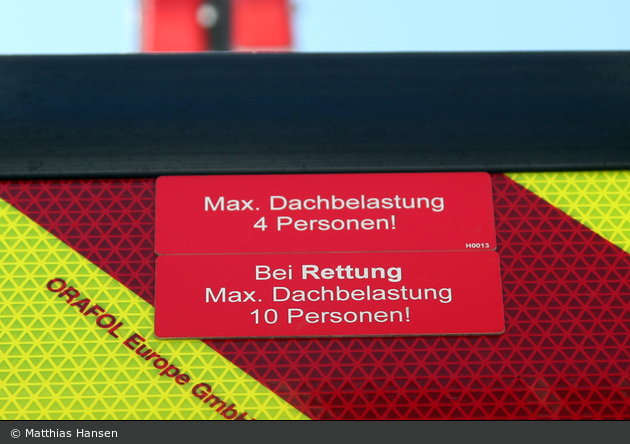 Max. Dachbelastung
4 Personen!
H0013
Bei Rettung
Max. Dachbelastung
10 Personen!
ORAFOL Europe GmbH
© Matthias Hansen